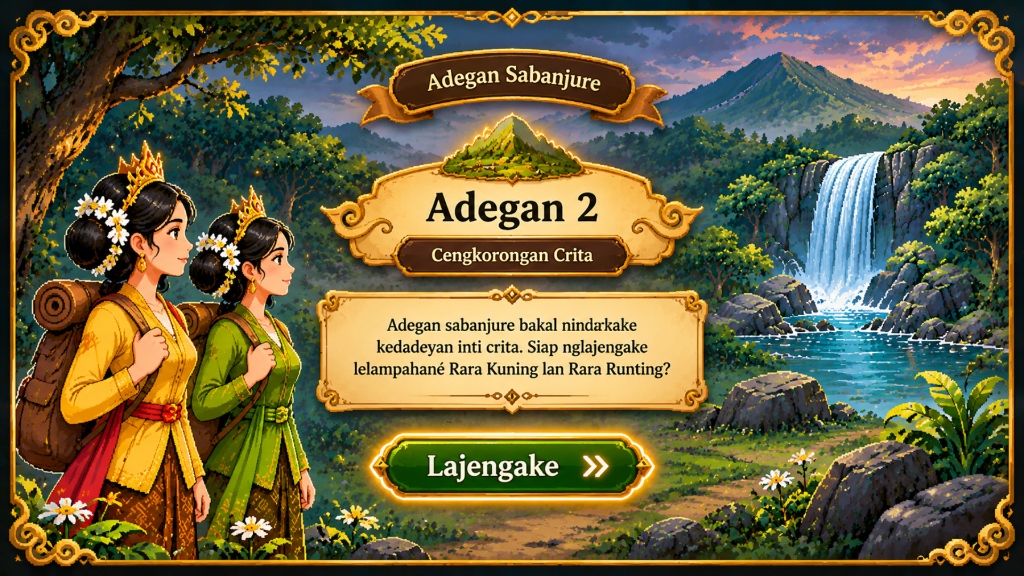 Adegan Sabanjure
Adegan 2
Cengkorongan Crita
Adegan sabanjure bakal nindakake
kedadeyan inti crita. Siap nglajengake
lelampahané Rara Kuning lan Rara Runting?
Lajengake